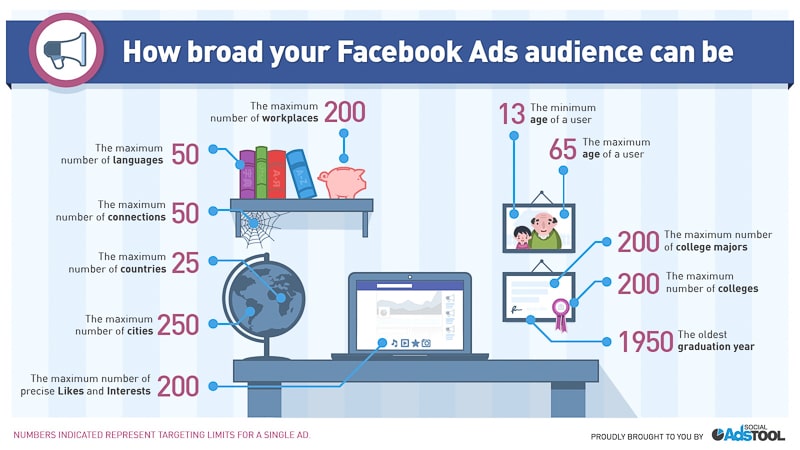 How broad your Facebook Ads audience can be
The maximum
number of workplaces
200
The maximum
number of languages
50
The maximum
number of connections
50
The maximum
number of countries
25
The maximum
number of cities
250
The maximum number of
precise Likes and Interests
200
13
The minimum
age of a user
65
The maximum
age of a user
200
The maximum number
of college majors
200
The maximum
number of colleges
1950
The oldest
graduation year
А-Я
A-Z
NUMBERS INDICATED REPRESENT TARGETING LIMITS FOR A SINGLE AD.
PROUDLY BROUGHT TO YOU BY
SOCIAL
AdsTOOL